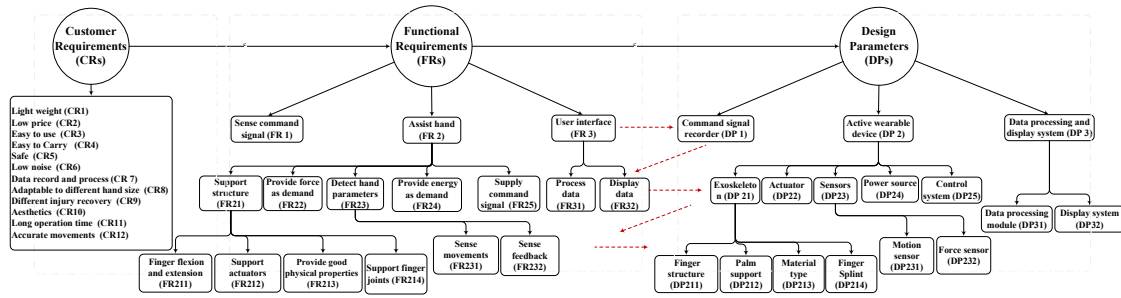 Customer
Requirements
(CRs)
Functional
Requirements
(FRs)
Design
Parameters
(DPs)
Light weight (CR1)
Low price (CR2)
Easy to use (CR3)
Easy to Carry (CR4)
Safe (CR5)
Low noise (CR6)
Data record and process (CR 7)
Adaptable to different hand size (CR8)
Different injury recovery (CR9)
Aesthetics (CR10)
Long operation time (CR11)
Accurate movements (CR12)
Sense command
signal (FR 1)
Assist hand
(FR 2)
User interface
(FR 3)
Command signal
recorder (DP 1)
Active wearable
device (DP 2)
Data processing and
display system (DP 3)
Support
structure
(FR21)
Provide force as
demand (FR22)
Detect hand
parameters
(FR23)
Provide energy as
demand (FR24)
Supply
command
signal (FR25)
Process
data
(FR31)
Display
data
(FR32)
Exoskeleto
n (DP 21)
Actuator
(DP22)
Sensors
(DP23)
Power source
(DP24)
Control
system (DP25)
Data processing
module (DP31)
Display system
(DP32)
Finger flexion
and extension
(FR211)
Support
actuators
(FR212)
Provide good
physical properties
(FR213)
Support finger
joints (FR214)
Sense
movements
(FR231)
Sense
feedback
(FR232)
Finger
structure
(DP211)
Palm
support
(DP212)
Material
type
(DP213)
Finger
Splint
(DP214)
Motion
sensor
(DP231)
Force sensor
(DP232)